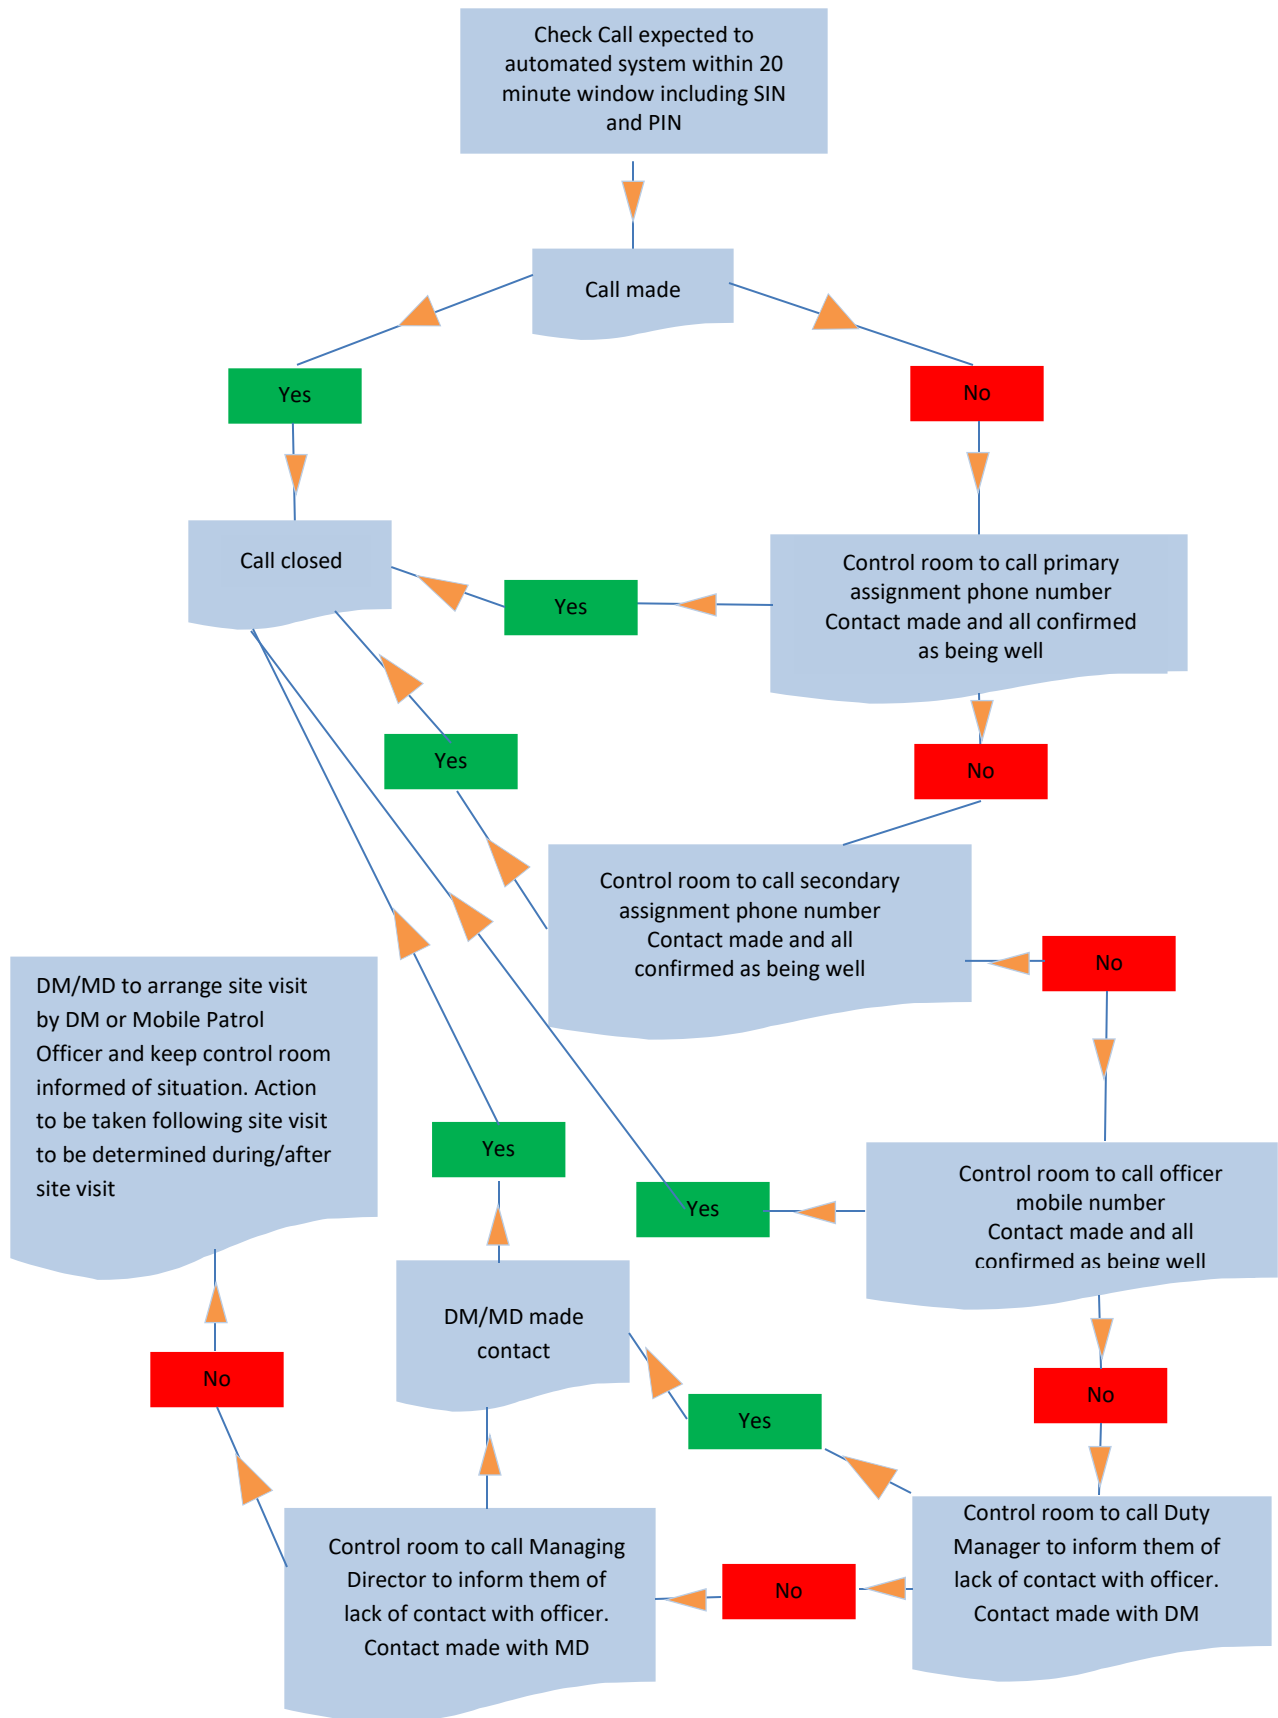 Check Call expected to
automated system within 20
minute window including SIN
and PIN
Call made
Yes
No
Call closed
Control room to call primary
assignment phone number
Contact made and all confirmed
as being well
Yes
Yes
No
Control room to call secondary
assignment phone number
Contact made and all
confirmed as being well
No
DM/MD to arrange site visit
by DM or Mobile Patrol
Officer and keep control room
informed of situation. Action
to be taken following site visit
to be determined during/after
site visit
Yes
Control room to call officer
mobile number
Contact made and all
confirmed as being well
Yes
DM/MD made
contact
No
No
Yes
Control room to call Duty
Manager to inform them of
lack of contact with officer.
Contact made with DM
Control room to call Managing
Director to inform them of
lack of contact with officer.
Contact made with MD
No